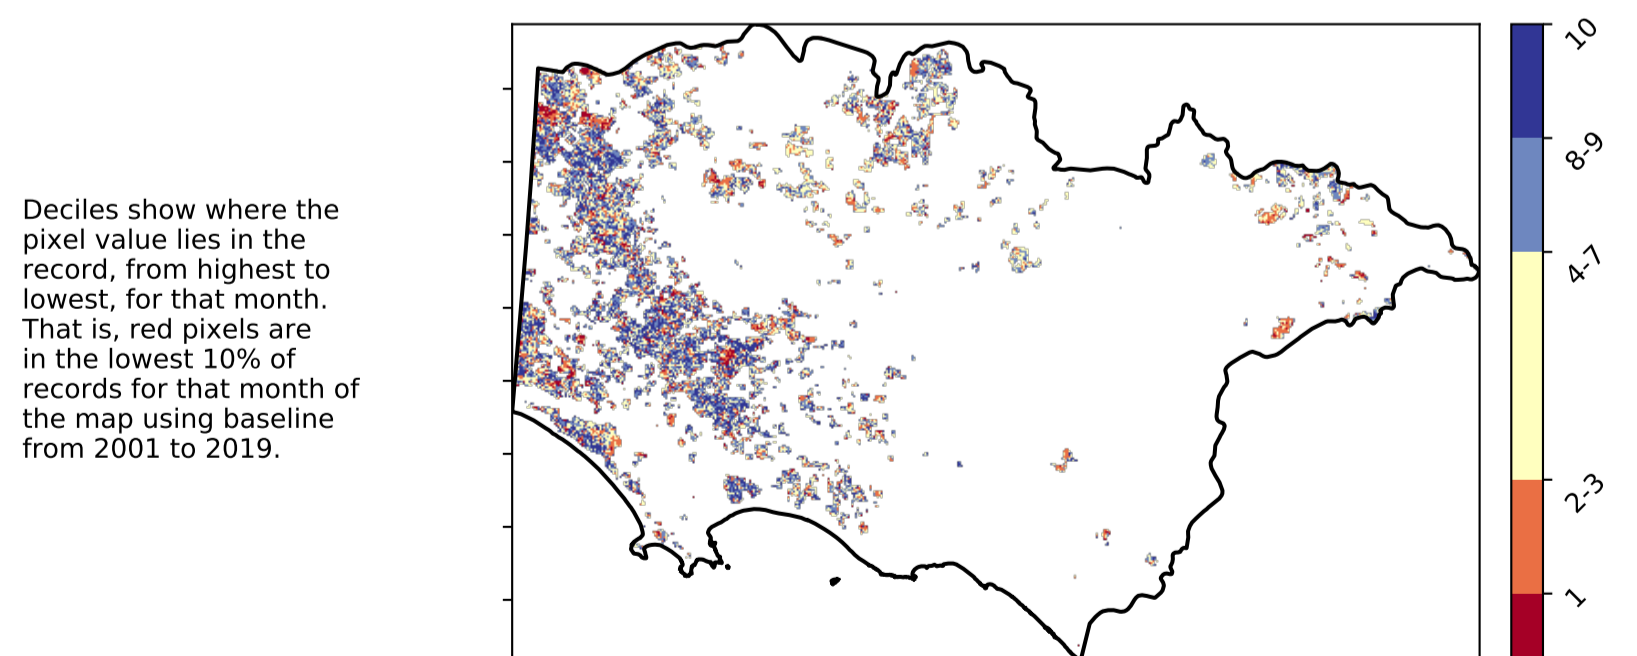 Deciles show where the
pixel value lies in the
record, from highest to
lowest, for that month.
That is, red pixels are
in the lowest 10% of
records for that month of
the map using baseline
from 2001 to 2019.
10
8-9
4-7
2-3
1